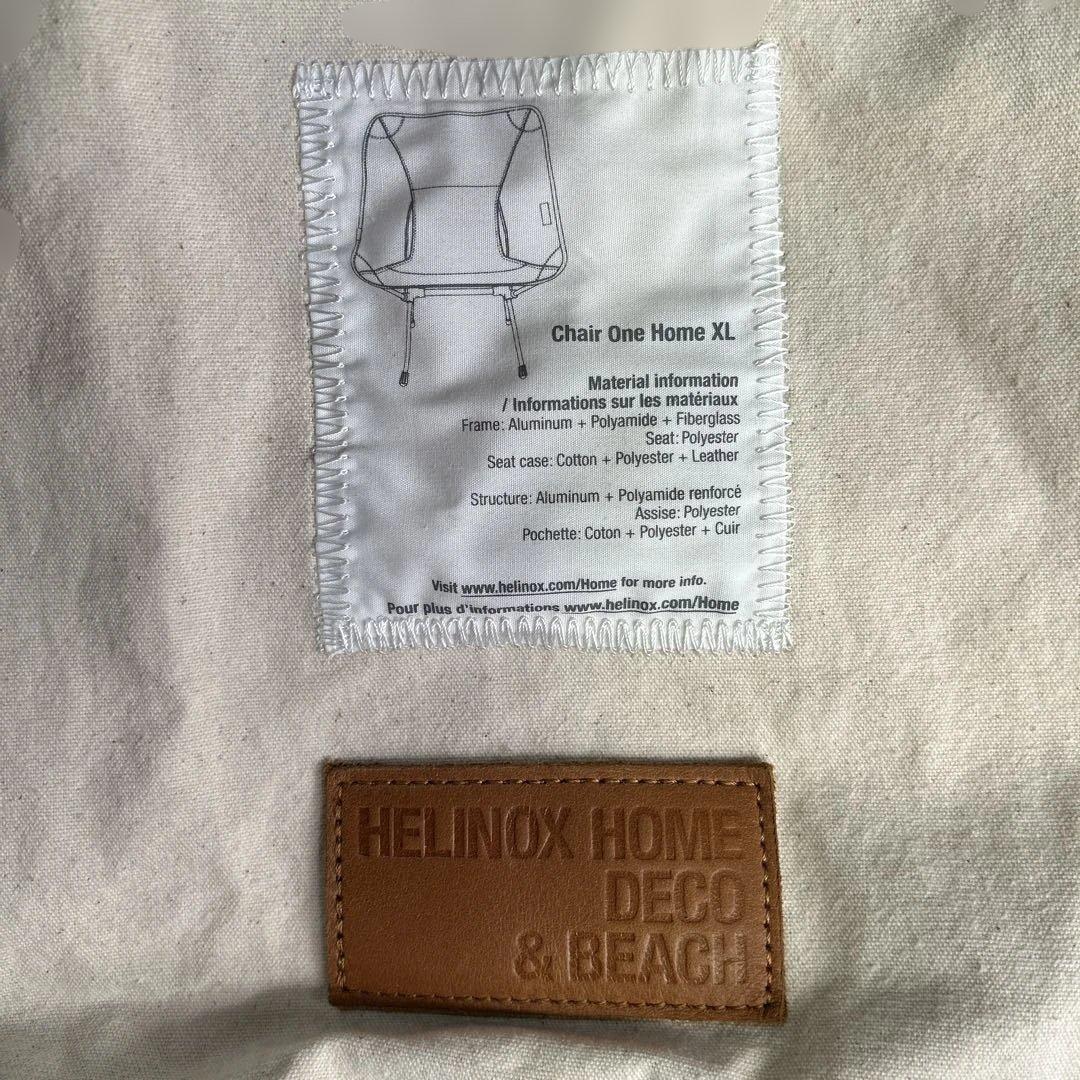 Chair One Home XL
Material information
/ Informations sur les matériaux
Frame: Aluminum + Polyamide + Fiberglass
Seat: Polyester
Seat case: Cotton + Polyester + Leather
Structure: Aluminum + Polyamide renforcé
Assise: Polyester
Pochette: Coton + Polyester + Cuir
Visit www.helinox.com/Home for more info.
Pour plus d'informations www.helinox.com/Home
HELINOX HOME
DECO
& BEACH